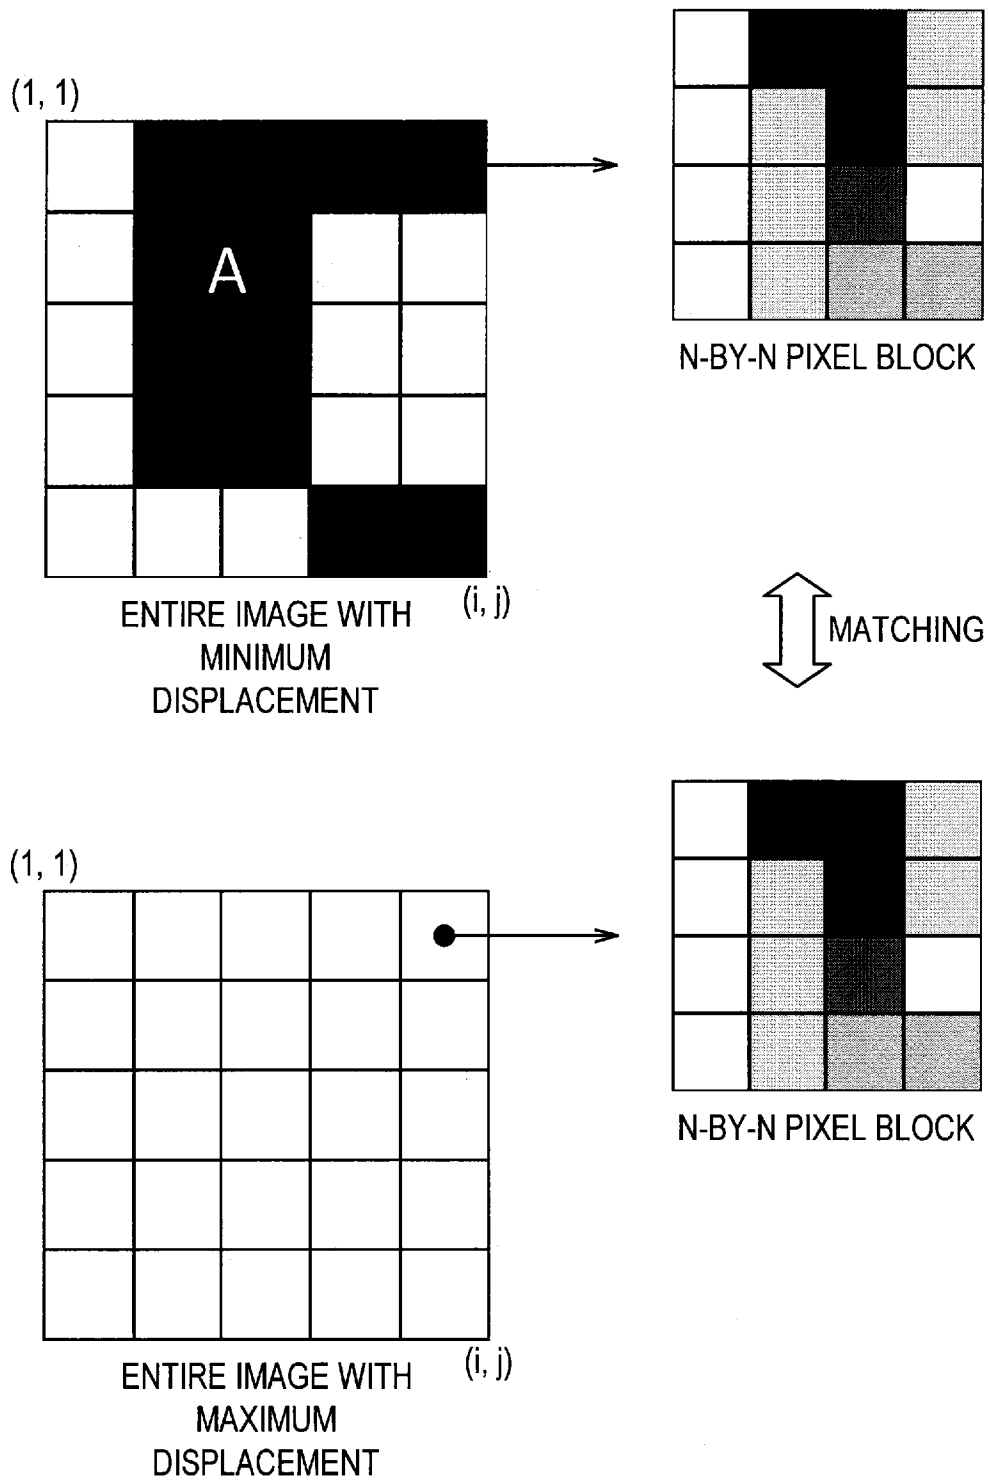 (1, 1)
A
N-BY-N PIXEL BLOCK
(i, j)
ENTIRE IMAGE WITH
MINIMUM
DISPLACEMENT
MATCHING
(1, 1)
N-BY-N PIXEL BLOCK
(i, j)
ENTIRE IMAGE WITH
MAXIMUM
DISPLACEMENT